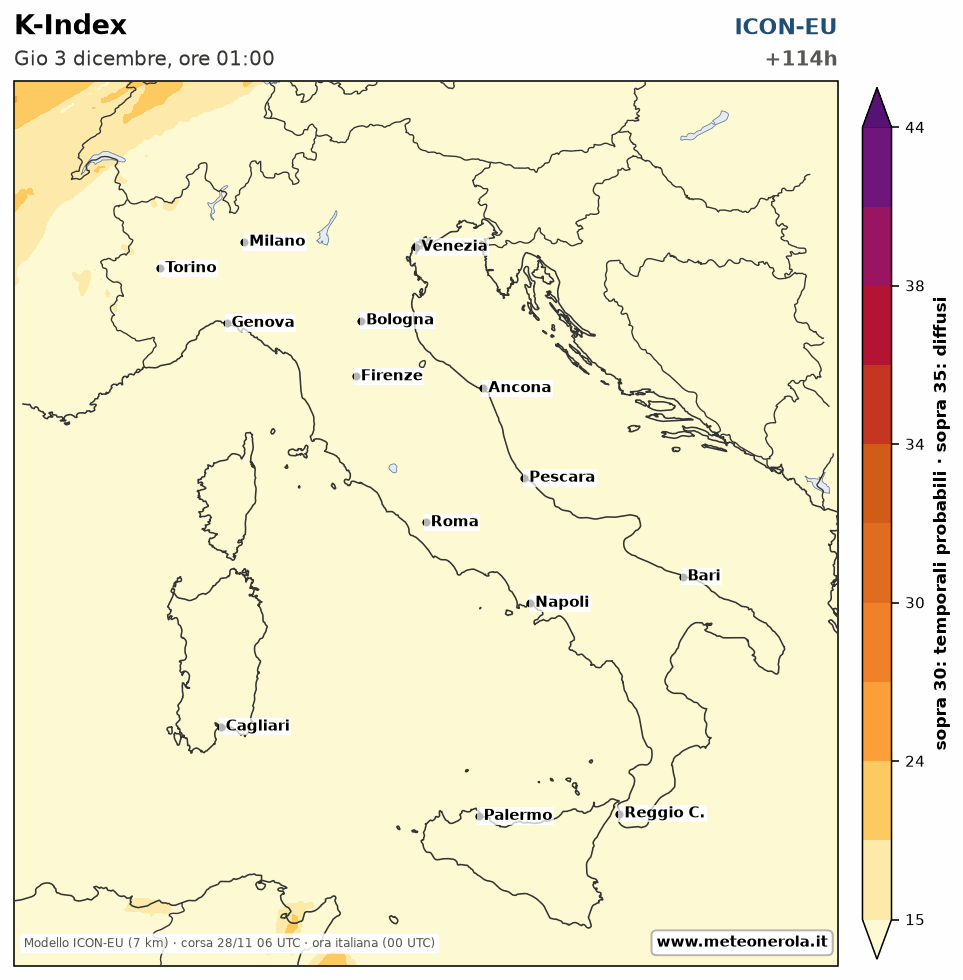 K-Index
ICON-EU
Gio 3 dicembre, ore 01:00
+114h
Milano
Venezia
Torino
Genova
Bologna
Firenze
Ancona
Pescara
Roma
Bari
Napoli
Cagliari
Palermo
Reggio C.
44
38
34
30
24
15
sopra 30: temporali probabili · sopra 35: diffusi
Modello ICON-EU (7 km) · corsa 28/11 06 UTC · ora italiana (00 UTC)
www.meteonerola.it